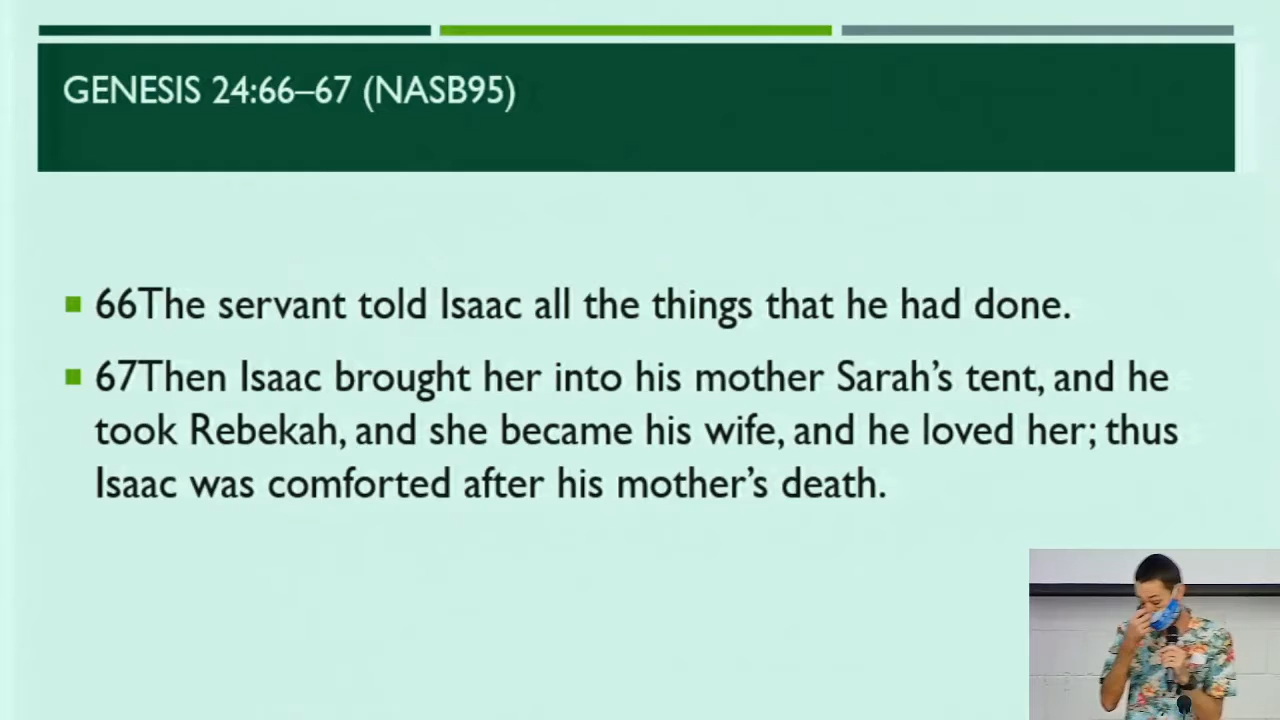 GENESIS 24:66–67 (NASB95)
66The servant told Isaac all the things that he had done.
67Then Isaac brought her into his mother Sarah’s tent, and he
took Rebekah, and she became his wife, and he loved her; thus
Isaac was comforted after his mother’s death.